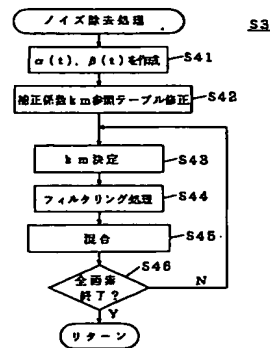 ノイズ除去処理
S3
α(t), β(t)を作成
S41
補正係数km参照テーブル修正
S42
km決定
S43
フィルタリング処理
S44
混合
S45
全画素
終了?
S46
N
Y
リターン